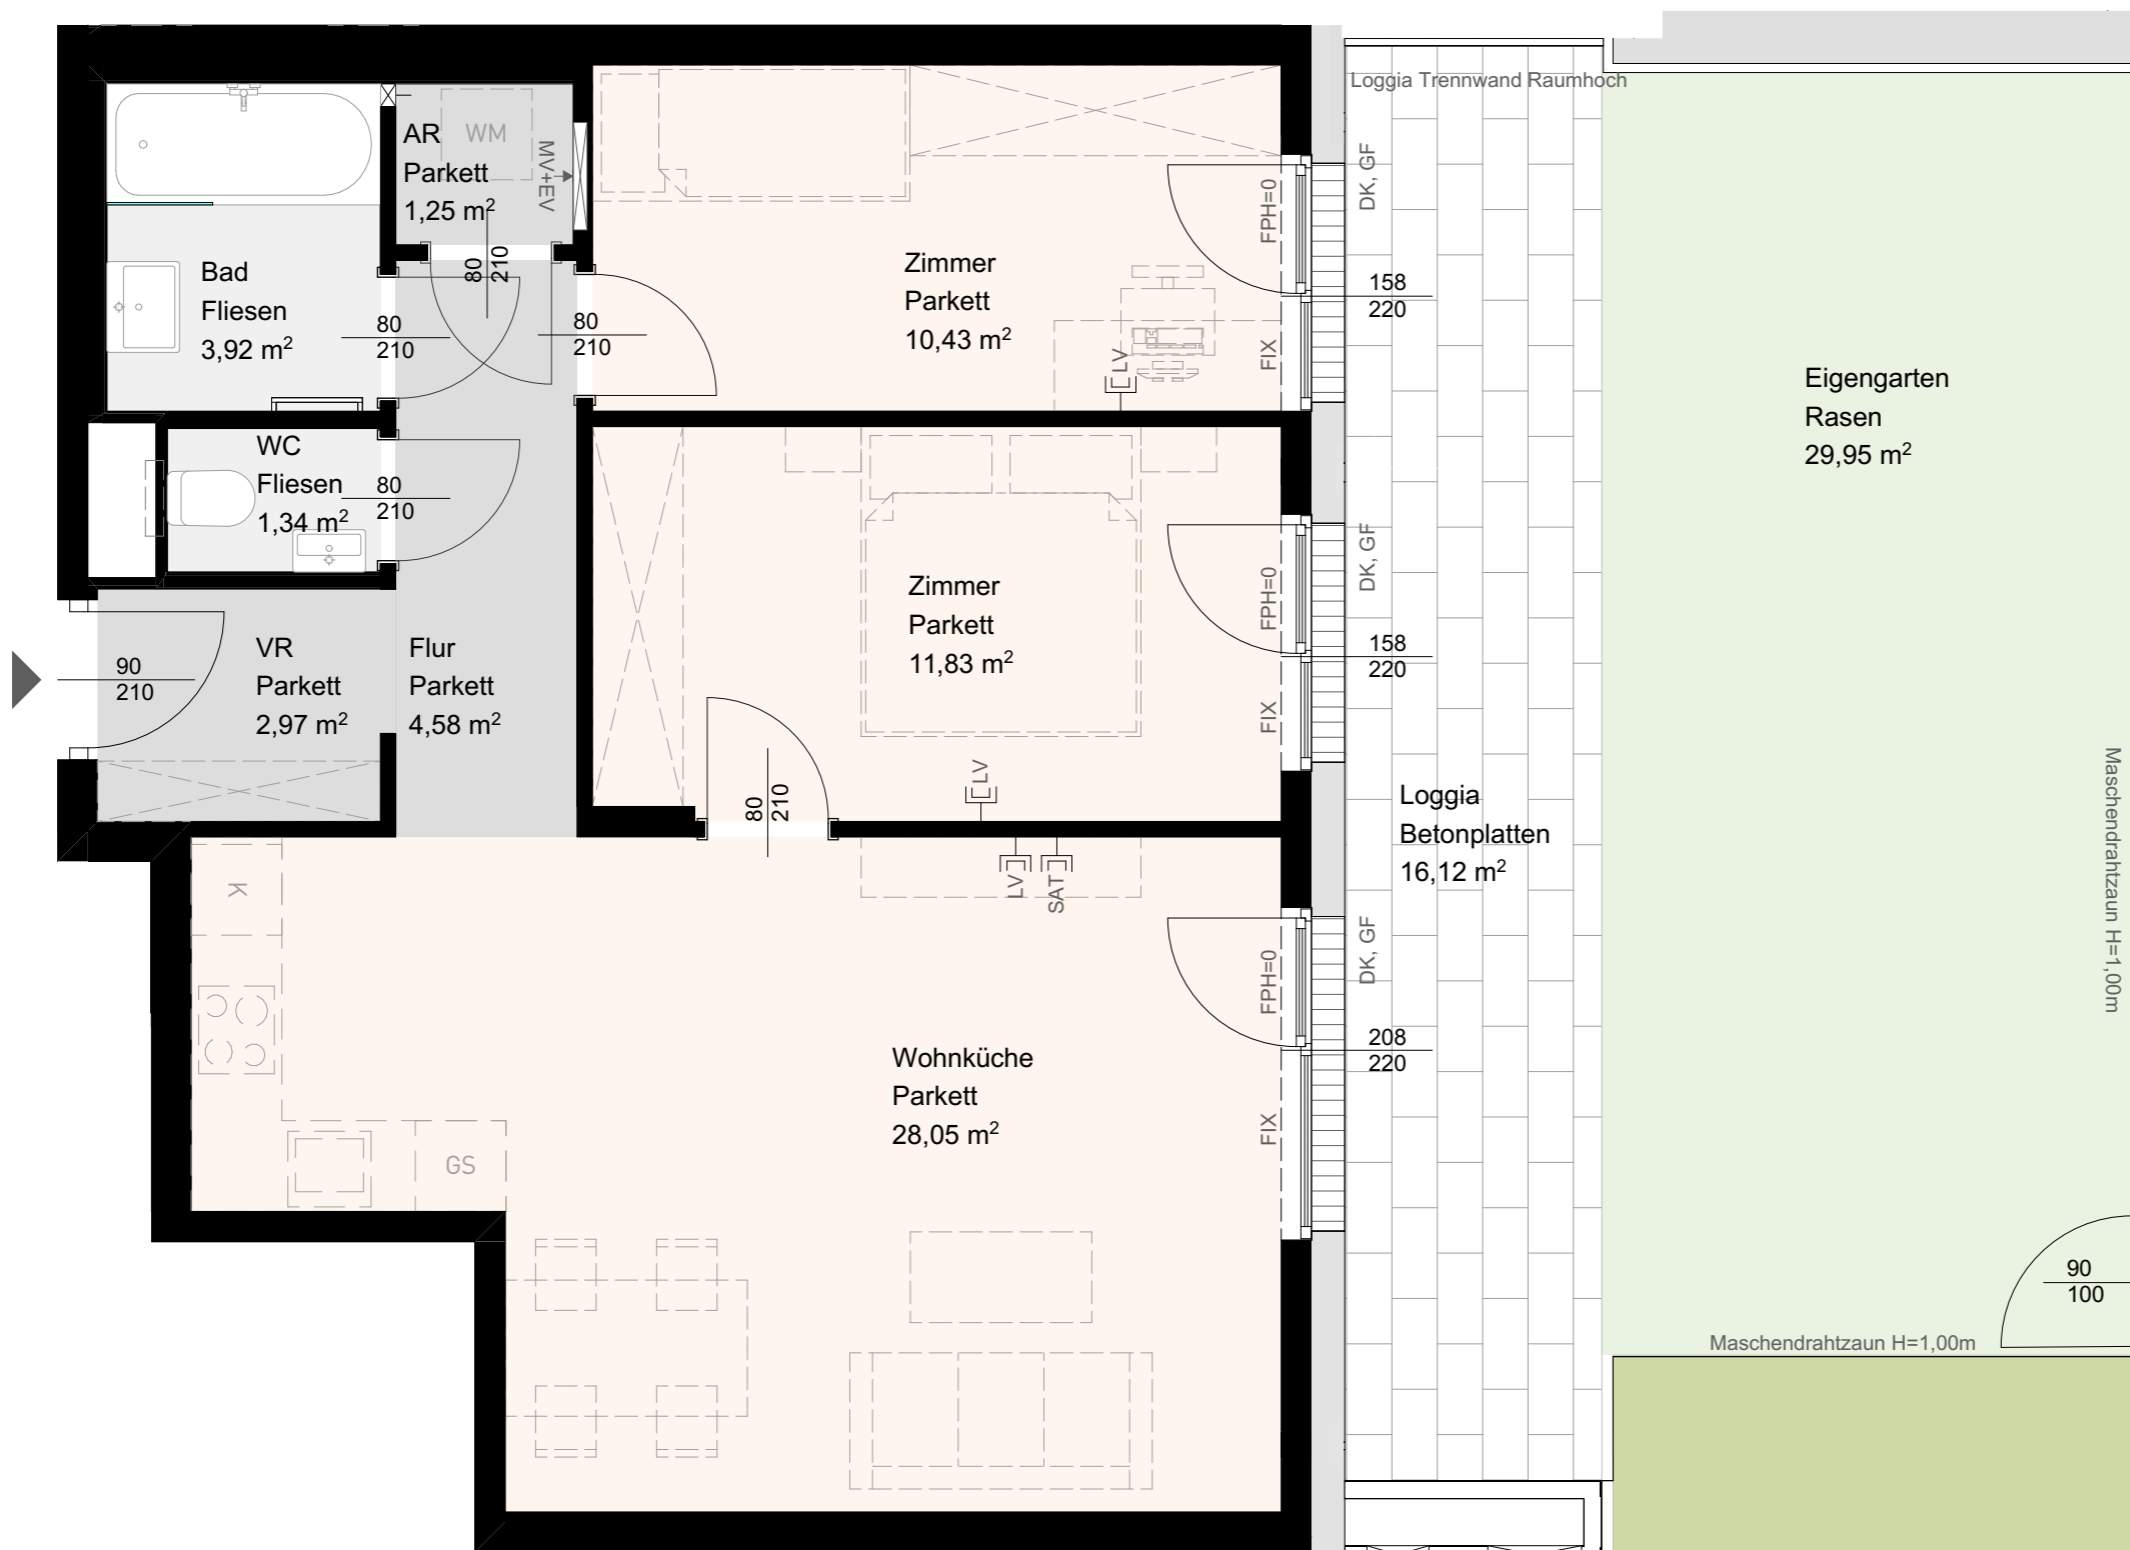 Loggia Trennwand Raumhoch
AR
Parkett
1,25 m²
WM
MV+EV
80
210
Bad
Fliesen
3,92 m²
80
210
80
210
Zimmer
Parkett
10,43 m²
LV
FPH=0
FIX
DK, GF
158
220
Eigengarten
Rasen
29,95 m²
WC
Fliesen
1,34 m²
80
210
Zimmer
Parkett
11,83 m²
FPH=0
FIX
DK, GF
158
220
90
210
VR
Parkett
2,97 m²
Flur
Parkett
4,58 m²
80
210
LV
Loggia
Betonplatten
16,12 m²
Maschendrahtzaun H=1,00m
K
LV
SAT
FPH=0
FIX
DK, GF
208
220
Wohnküche
Parkett
28,05 m²
GS
90
100
Maschendrahtzaun H=1,00m